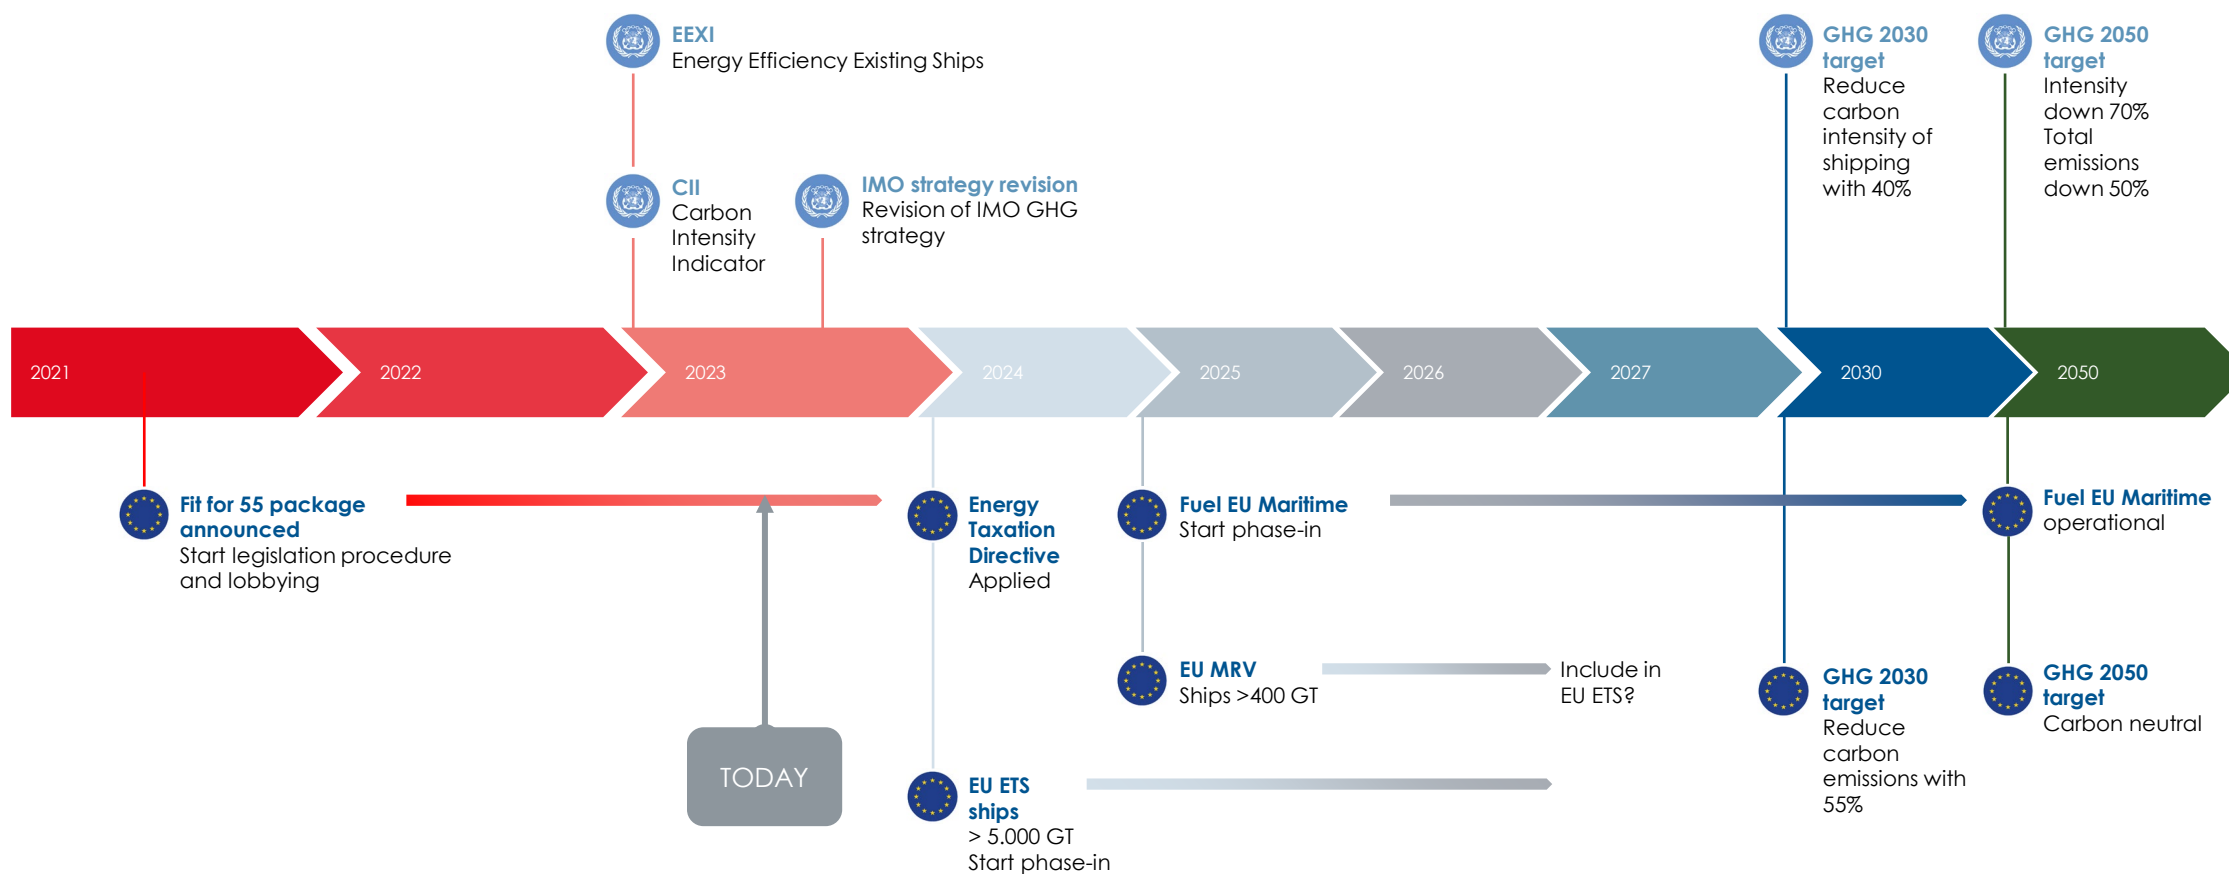 EEXI
Energy Efficiency Existing Ships
CII
Carbon
Intensity
Indicator
IMO strategy revision
Revision of IMO GHG
strategy
GHG 2030
target
Reduce
carbon
intensity of
shipping
with 40%
GHG 2050
target
Intensity
down 70%
Total
emissions
down 50%
2021
2022
2023
2024
2025
2026
2027
2030
2050
Fit for 55 package
announced
Start legislation procedure
and lobbying
Energy
Taxation
Directive
Applied
Fuel EU Maritime
Start phase-in
Fuel EU Maritime
operational
EU MRV
Ships >400 GT
Include in
EU ETS?
GHG 2030
target
Reduce
carbon
emissions with
55%
GHG 2050
target
Carbon neutral
TODAY
EU ETS
ships
> 5.000 GT
Start phase-in